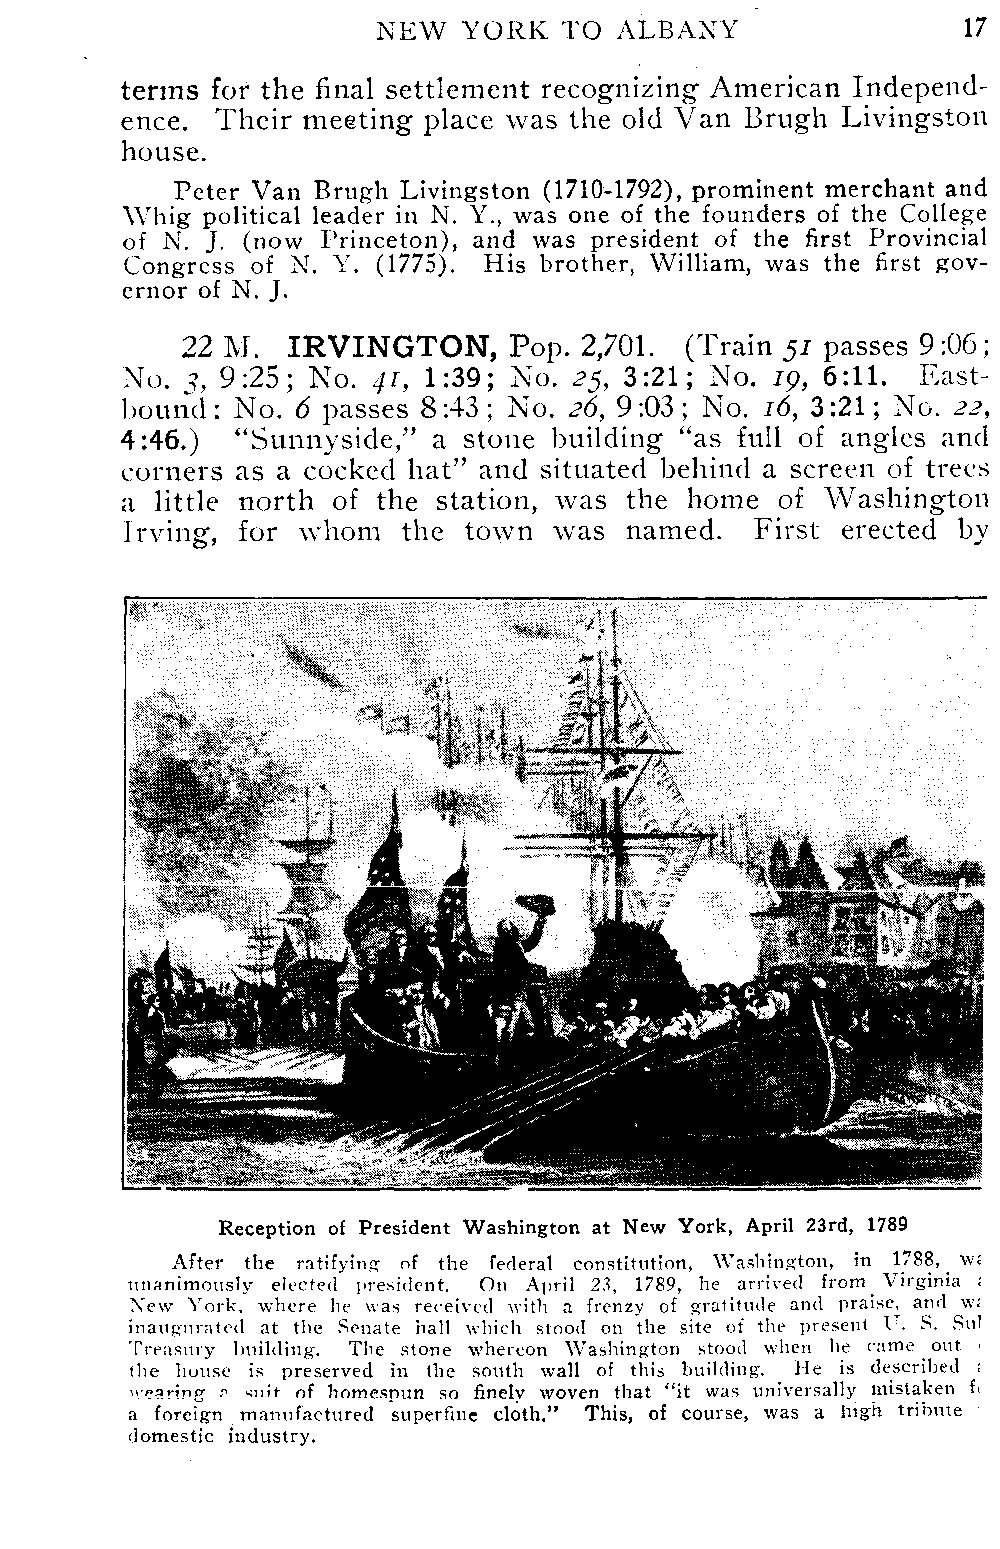 NEW YORK TO ALBANY 17
terms for the final settlement recognizing American Independ-
ence. Their meeting place was the old Van Brugh Livingston
house.
Peter Van Brugh Livingston (1710-1792), prominent merchant and
Whig political leader in N. Y., was one of the founders of the College
of N. J. (now Princeton), and was president of the first Provincial
Congress of N. Y. (1775). His brother, William, was the first gov-
ernor of N. J.
22 M. IRVINGTON, Pop. 2,701. (Train 51 passes 9:06;
No. 3, 9:25; No. 41, 1:39; No. 25, 3:21; No. 19, 6:11. East-
bound: No. 6 passes 8:43; No. 26, 9:03; No. 16, 3:21; No. 22,
4:46.) “Sunnyside,” a stone building “as full of angles and
corners as a cocked hat” and situated behind a screen of trees
a little north of the station, was the home of Washington
Irving, for whom the town was named. First erected by
Reception of President Washington at New York, April 23rd, 1789
After the ratifying of the federal constitution, Washington, in 1788,
unanimously elected president. On April 23, 1789, he arrived from Virginia
New York, where he was received with a frenzy of gratitude and praise, and
inaugurated at the Senate hall which stood on the site of the present U. S.
Treasury building. The stone whereon Washington stood when he came out
the house is preserved in the south wall of this building. He is described
wearing a suit of homespun so finely woven that “it was universally mistaken
a foreign manufactured superfine cloth.” This, of course, was a high tribute
domestic industry.